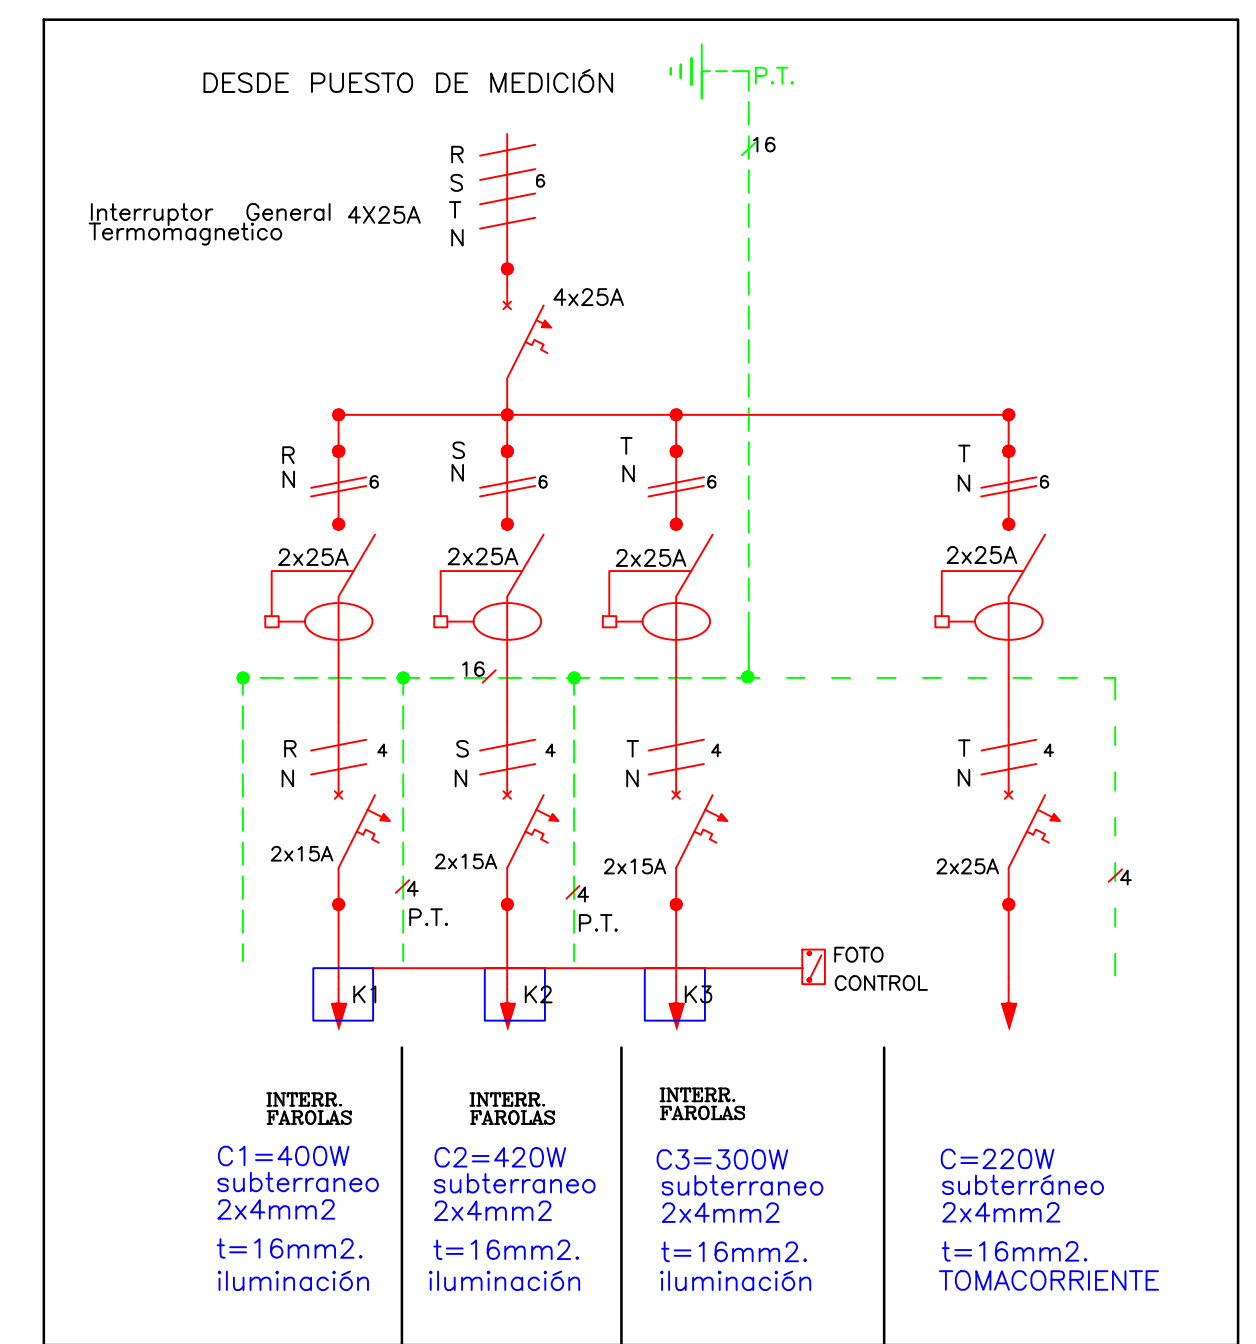 DESDE PUESTO DE MEDICIÓN
P.T.
16
R
S
6
T
N
Interruptor General 4X25A
Termomagnetico
4x25A
R
N
6
S
N
6
T
N
6
T
N
6
2x25A
2x25A
2x25A
2x25A
16
R
N
4
S
N
4
T
N
4
T
N
4
2x15A
2x15A
2x15A
2x25A
4
P.T.
4
P.T.
4
FOTO
CONTROL
K1
K2
K3
INTERR.
FAROLAS
C1=400W
subterraneo
2x4mm2
t=16mm2.
iluminación
INTERR.
FAROLAS
C2=420W
subterraneo
2x4mm2
t=16mm2.
iluminación
INTERR.
FAROLAS
C3=300W
subterraneo
2x4mm2
t=16mm2.
iluminación
C=220W
subterráneo
2x4mm2
t=16mm2.
TOMACORRIENTE